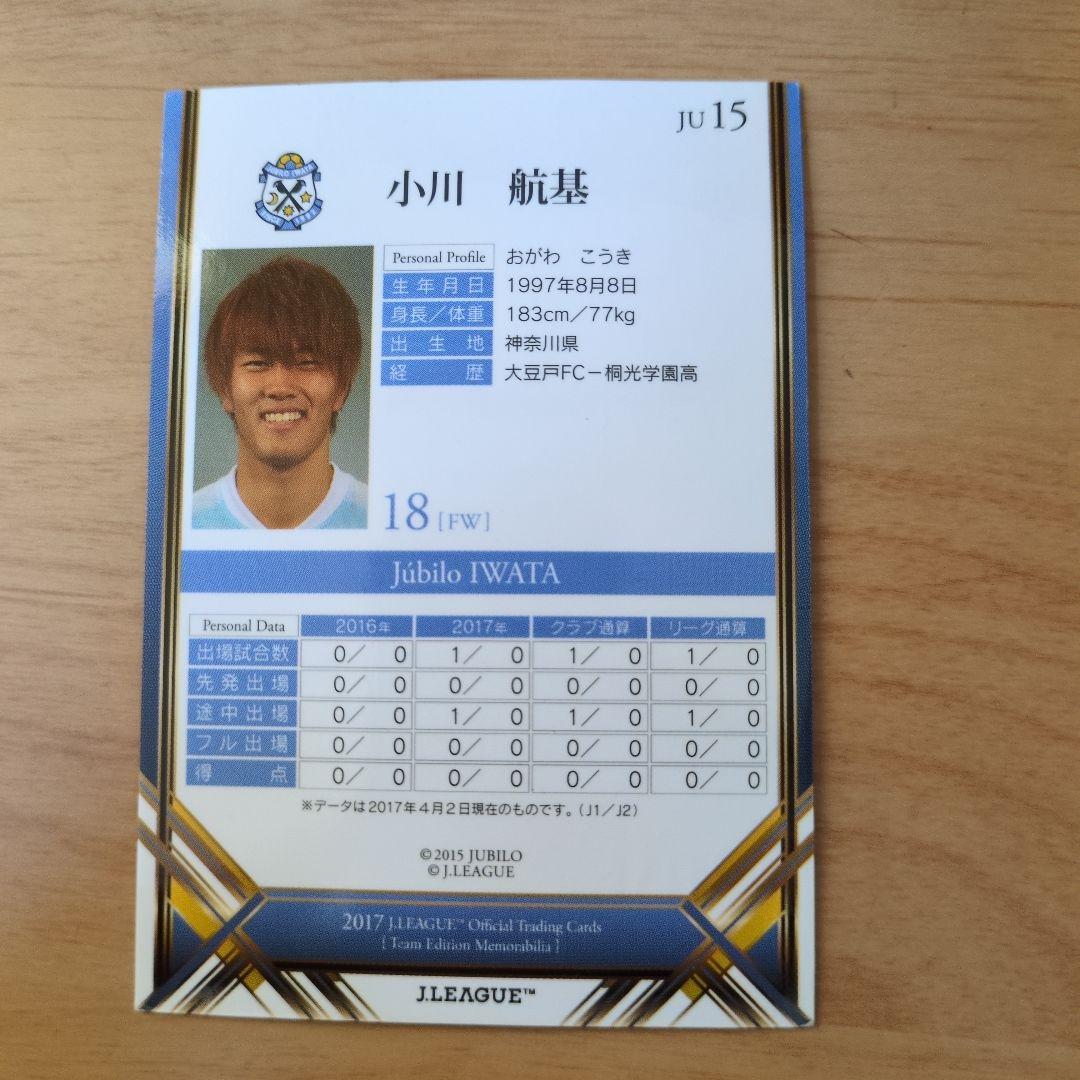 JU 15
JUBILO IWATA
小川 航基
Personal Profile おがわ こうき
生年月日 1997年8月8日
身長／体重 183cm／77kg
出生地 神奈川県
経歴 大豆戸FC－桐光学園高
18 [FW]
Júbilo IWATA
Personal Data 2016年 2017年 クラブ通算 リーグ通算
出場試合数 0／ 0 1／ 0 1／ 0 1／ 0
先発出場 0／ 0 0／ 0 0／ 0 0／ 0
途中出場 0／ 0 1／ 0 1／ 0 1／ 0
フル出場 0／ 0 0／ 0 0／ 0 0／ 0
得点 0／ 0 0／ 0 0／ 0 0／ 0
※データは2017年4月2日現在のものです。（J1／J2）
©2015 JUBILO
© J.LEAGUE
2017 J.LEAGUE™ Official Trading Cards
[ Team Edition Memorabilia ]
J.LEAGUE™